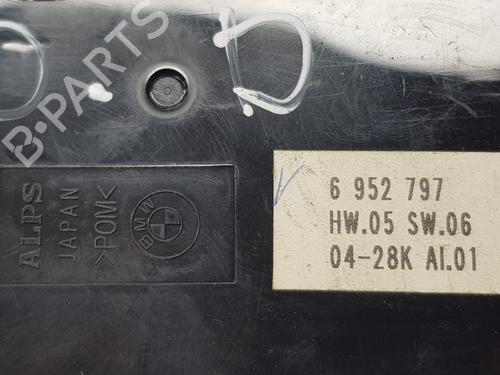 B-PARTS
6 952 797
HW.05 SW.06
04-28K AI.01
ALPS
JAPAN
>POM<
BMW